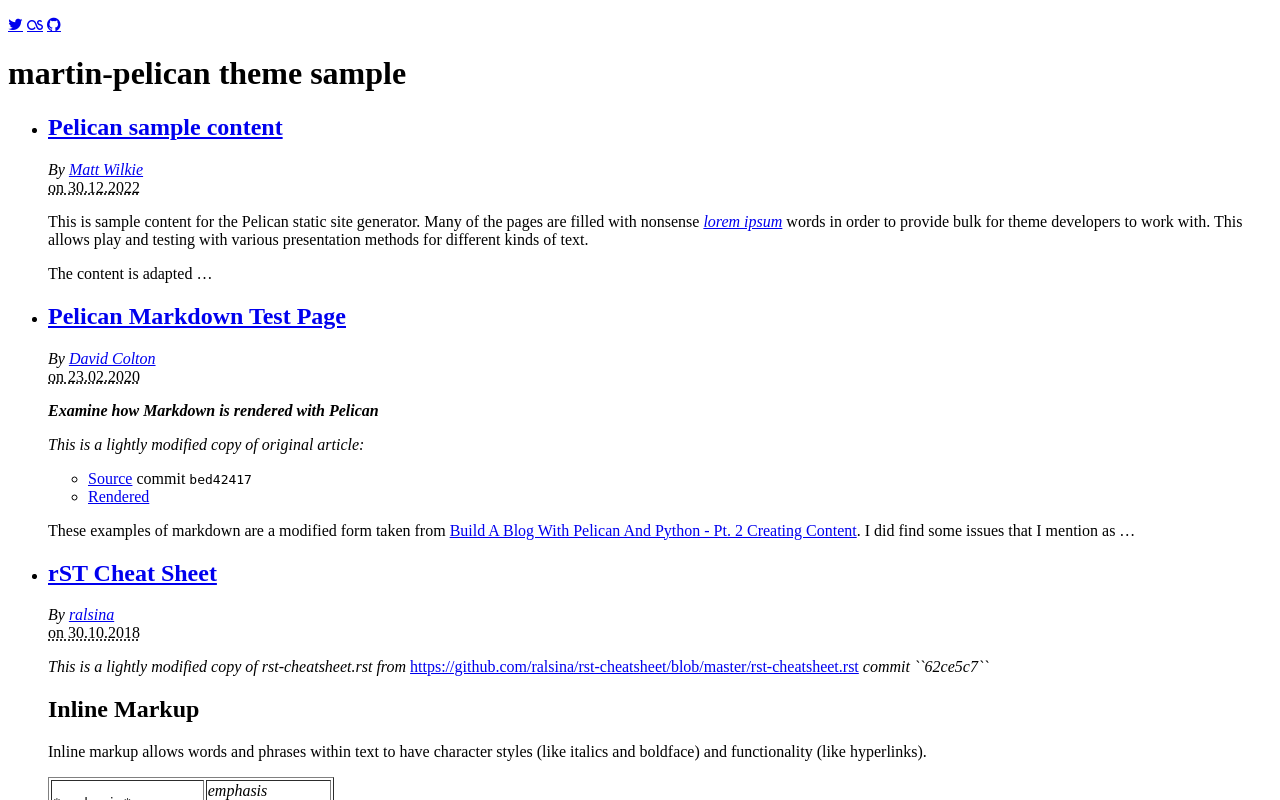 martin-pelican theme sample
Pelican sample content
By Matt Wilkie
on 30.12.2022
This is sample content for the Pelican static site generator. Many of the pages are filled with nonsense lorem ipsum words in order to provide bulk for theme developers to work with. This
allows play and testing with various presentation methods for different kinds of text.
The content is adapted …
Pelican Markdown Test Page
By David Colton
on 23.02.2020
Examine how Markdown is rendered with Pelican
This is a lightly modified copy of original article:
Source commit bed42417
Rendered
These examples of markdown are a modified form taken from Build A Blog With Pelican And Python - Pt. 2 Creating Content. I did find some issues that I mention as …
rST Cheat Sheet
By ralsina
on 30.10.2018
This is a lightly modified copy of rst-cheatsheet.rst from https://github.com/ralsina/rst-cheatsheet/blob/master/rst-cheatsheet.rst commit ``62ce5c7``
Inline Markup
Inline markup allows words and phrases within text to have character styles (like italics and boldface) and functionality (like hyperlinks).
emphasis